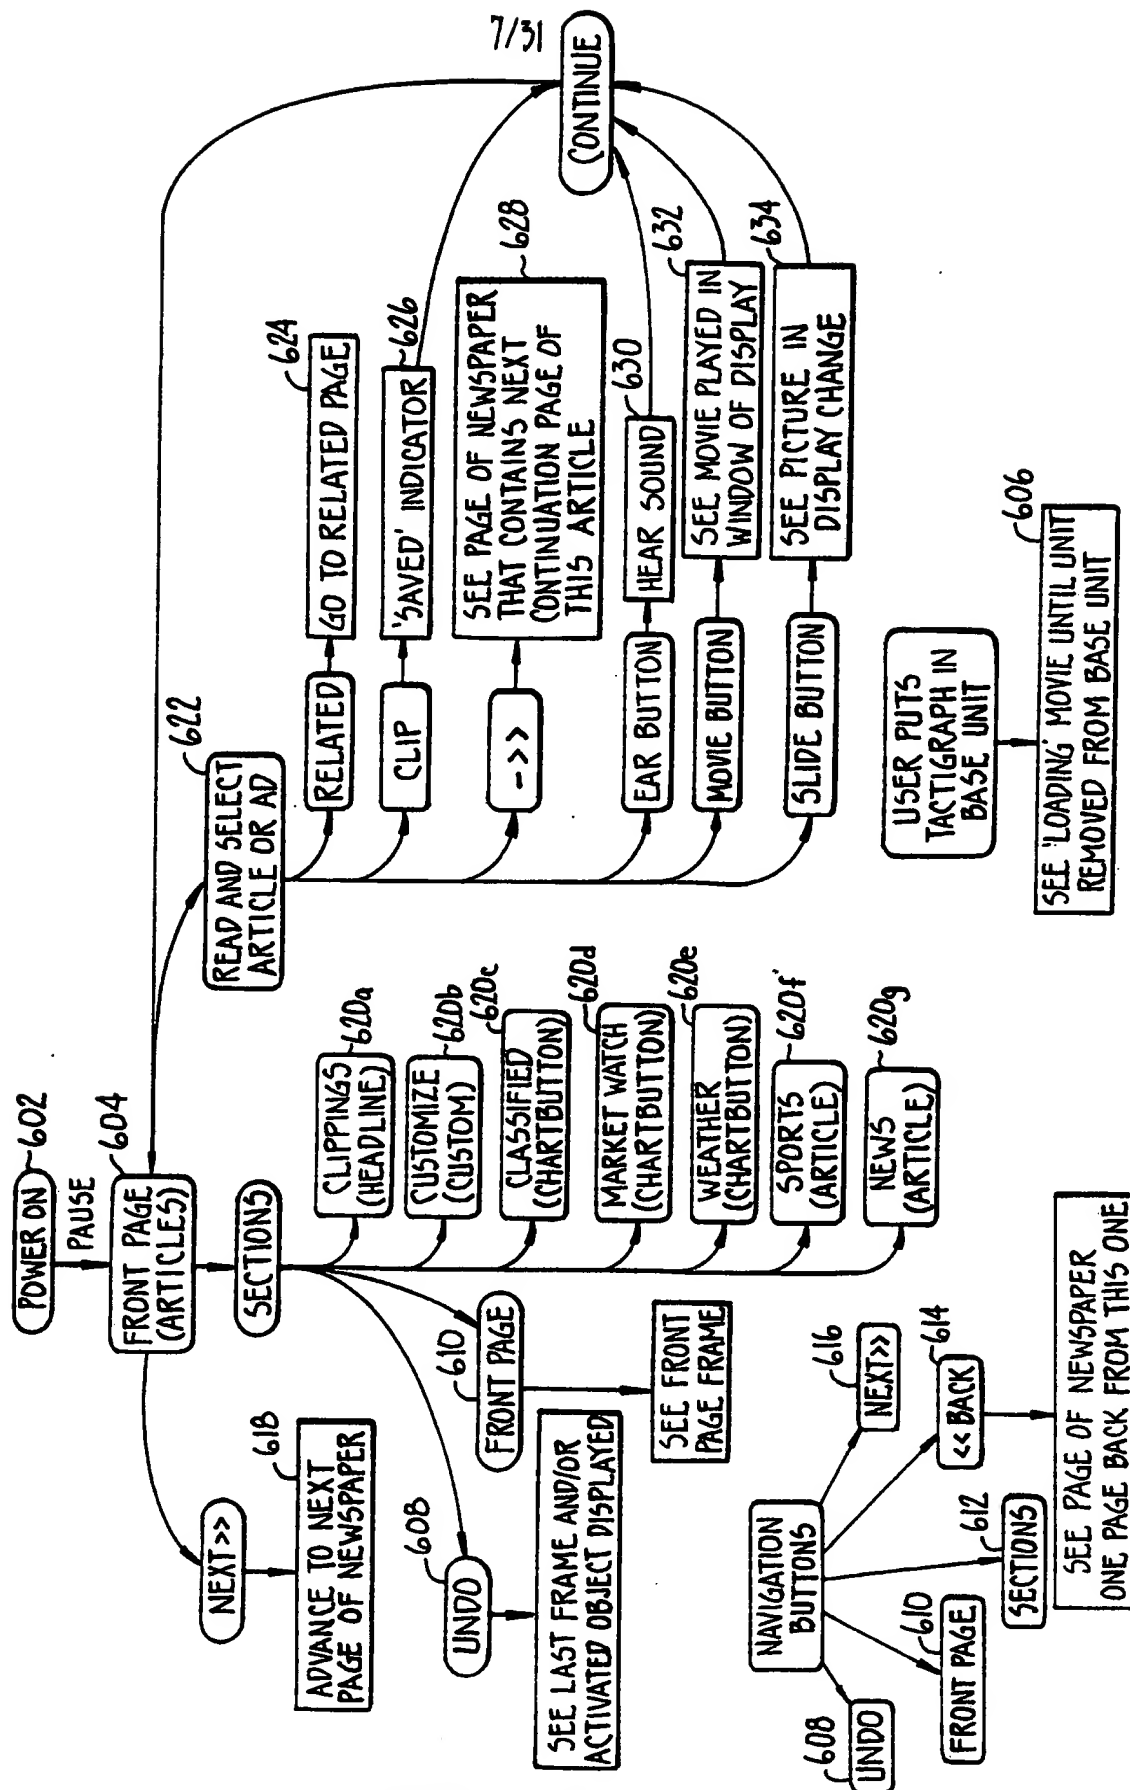 7/31
POWER ON
602
PAUSE
604
FRONT PAGE
(ARTICLES)
SECTIONS
NEXT>>
618
ADVANCE TO NEXT
PAGE OF NEWSPAPER
608
UNDO
SEE LAST FRAME AND/OR
ACTIVATED OBJECT DISPLAYED
610
FRONT PAGE
SEE FRONT
PAGE FRAME
620a
CLIPPINGS
(HEADLINE)
620b
CUSTOMIZE
(CUSTOM)
620c
CLASSIFIED
(CHARTBUTTON)
620d
MARKET WATCH
(CHARTBUTTON)
620e
WEATHER
(CHARTBUTTON)
620f
SPORTS
(ARTICLE)
620g
NEWS
(ARTICLE)
622
READ AND SELECT
ARTICLE OR AD
RELATED
624
GO TO RELATED PAGE
CLIP
626
'SAVED' INDICATOR
->>
628
SEE PAGE OF NEWSPAPER
THAT CONTAINS NEXT
CONTINUATION PAGE OF
THIS ARTICLE
EAR BUTTON
630
HEAR SOUND
MOVIE BUTTON
632
SEE MOVIE PLAYED IN
WINDOW OF DISPLAY
SLIDE BUTTON
634
SEE PICTURE IN
DISPLAY CHANGE
CONTINUE
NAVIGATION
BUTTONS
608
UNDO
610
FRONT PAGE
612
SECTIONS
614
<< BACK
616
NEXT>>
SEE PAGE OF NEWSPAPER
ONE PAGE BACK FROM THIS ONE
USER PUTS
TACTIGRAPH IN
BASE UNIT
606
SEE 'LOADING' MOVIE UNTIL UNIT
REMOVED FROM BASE UNIT